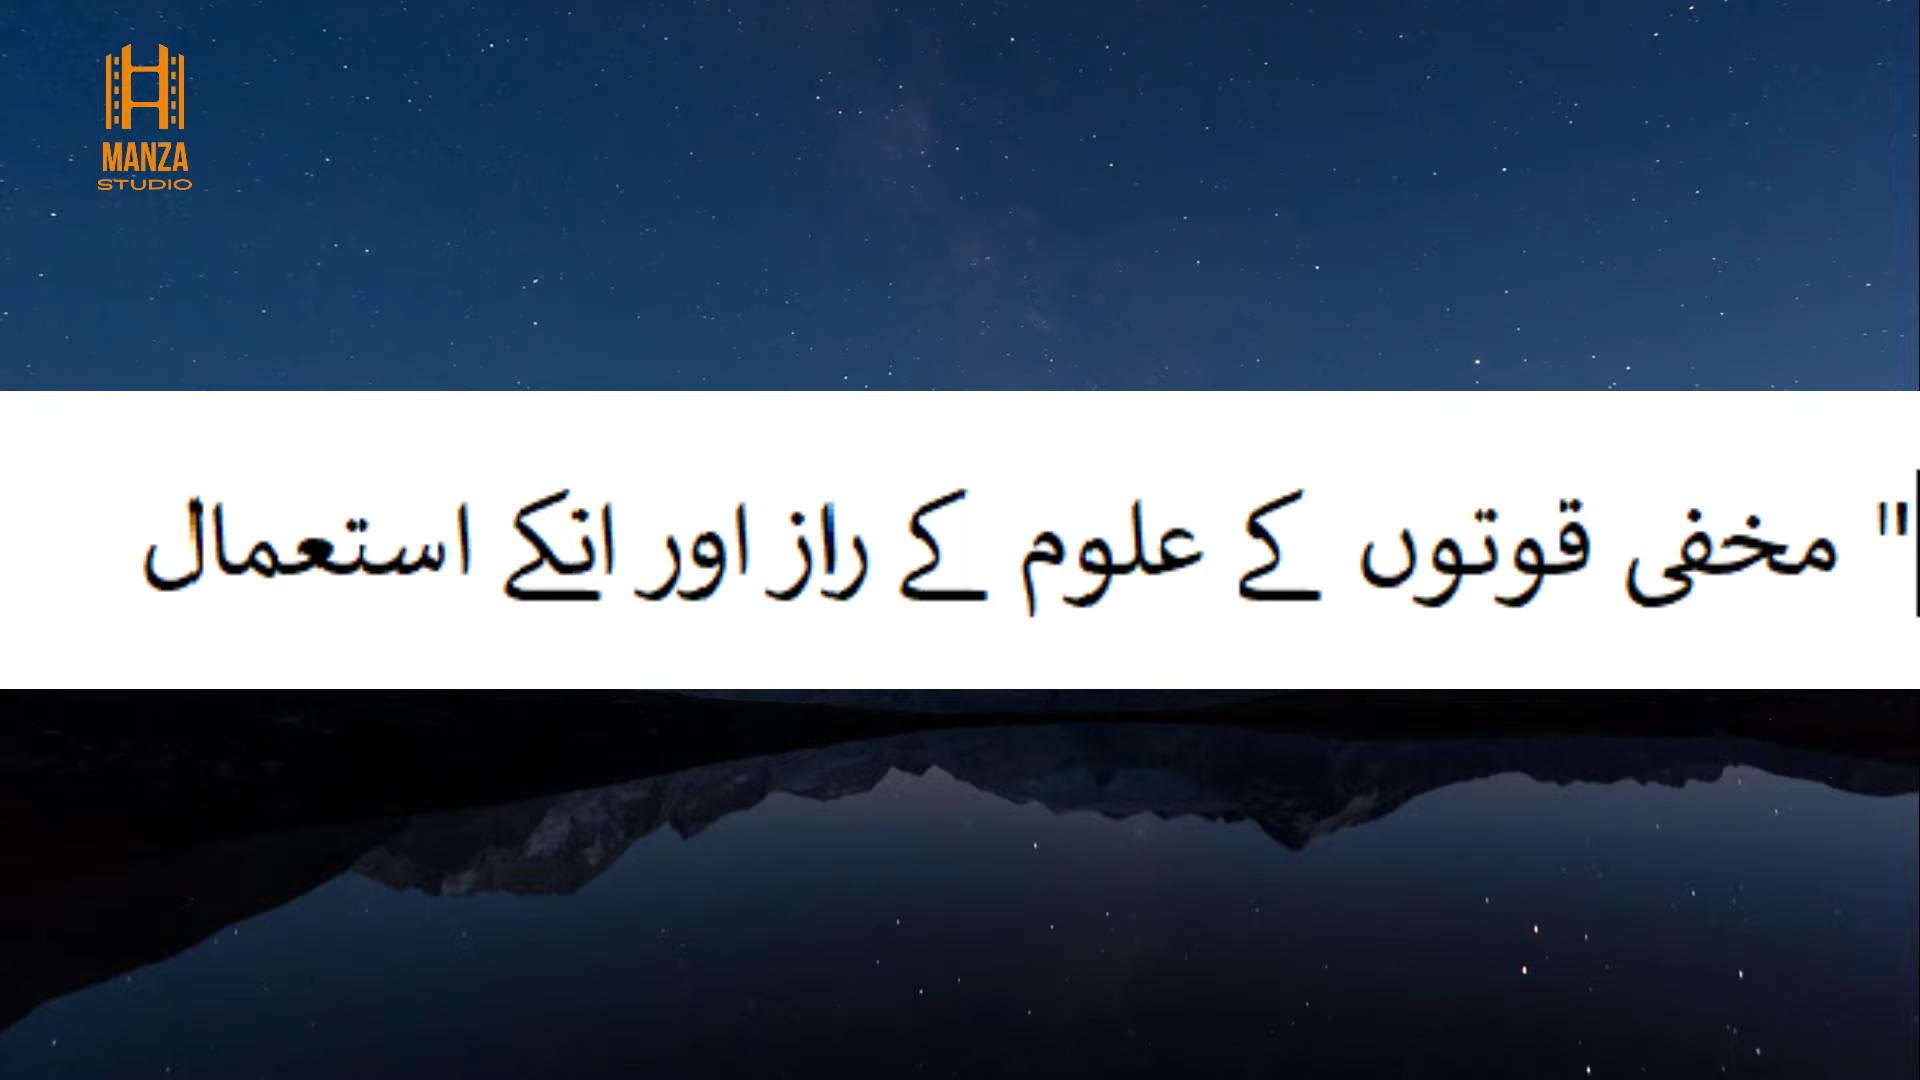 MANZA
STUDIO
" مخفی قوتوں کے علوم کے راز اور انکے استعمال